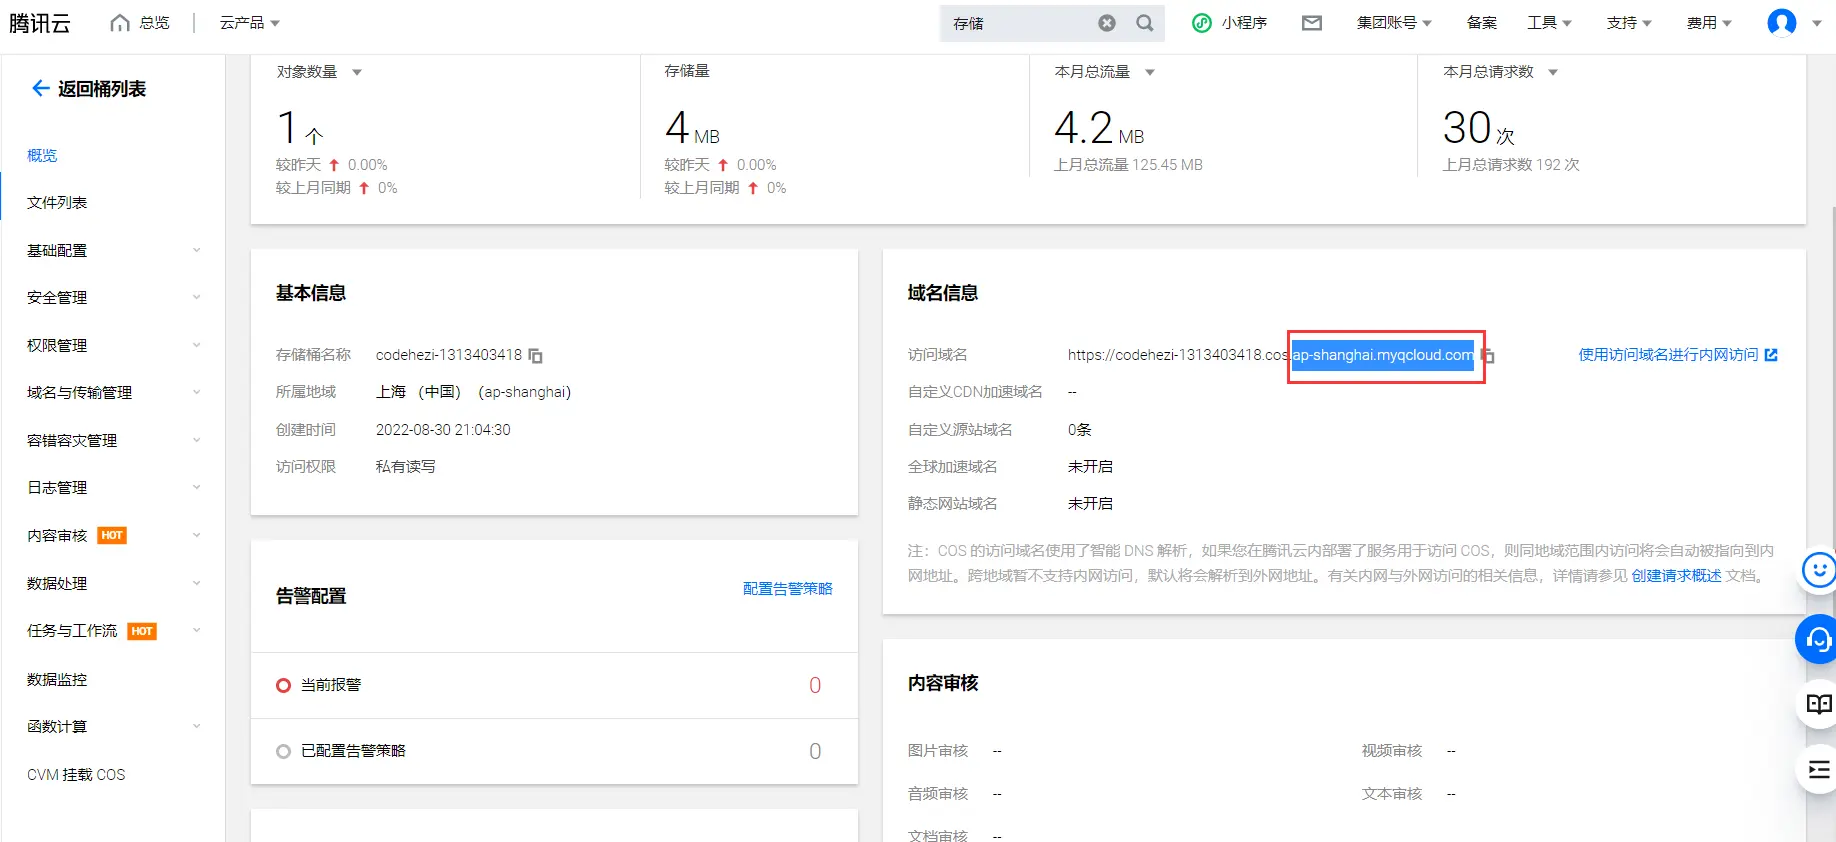 腾讯云 总览 云产品 存储 小程序 集团账号 备案 工具 支持 费用
返回桶列表
概览
文件列表
基础配置
安全管理
权限管理
域名与传输管理
容错容灾管理
日志管理
内容审核 HOT
数据处理
任务与工作流 HOT
数据监控
函数计算
CVM 挂载 COS
对象数量
1 个
较昨天 0.00%
较上月同期 0%
存储量
4 MB
较昨天 0.00%
较上月同期 0%
本月总流量
4.2 MB
上月总流量 125.45 MB
本月总请求数
30 次
上月总请求数 192 次
基本信息
存储桶名称 codehezi-1313403418
所属地域 上海 （中国） (ap-shanghai)
创建时间 2022-08-30 21:04:30
访问权限 私有读写
告警配置 配置告警策略
当前报警 0
已配置告警策略 0
域名信息
访问域名 https://codehezi-1313403418.cos.ap-shanghai.myqcloud.com 使用访问域名进行内网访问
自定义CDN加速域名 --
自定义源站域名 0条
全球加速域名 未开启
静态网站域名 未开启
注：COS 的访问域名使用了智能 DNS 解析，如果您在腾讯云内部署了服务用于访问 COS，则同地域范围内访问将会自动被指向到内
网地址。跨地域暂不支持内网访问，默认将会解析到外网地址。有关内网与外网访问的相关信息，详情请参见 创建请求概述 文档。
内容审核
图片审核 -- 视频审核 --
音频审核 -- 文本审核 --
文档审核 --